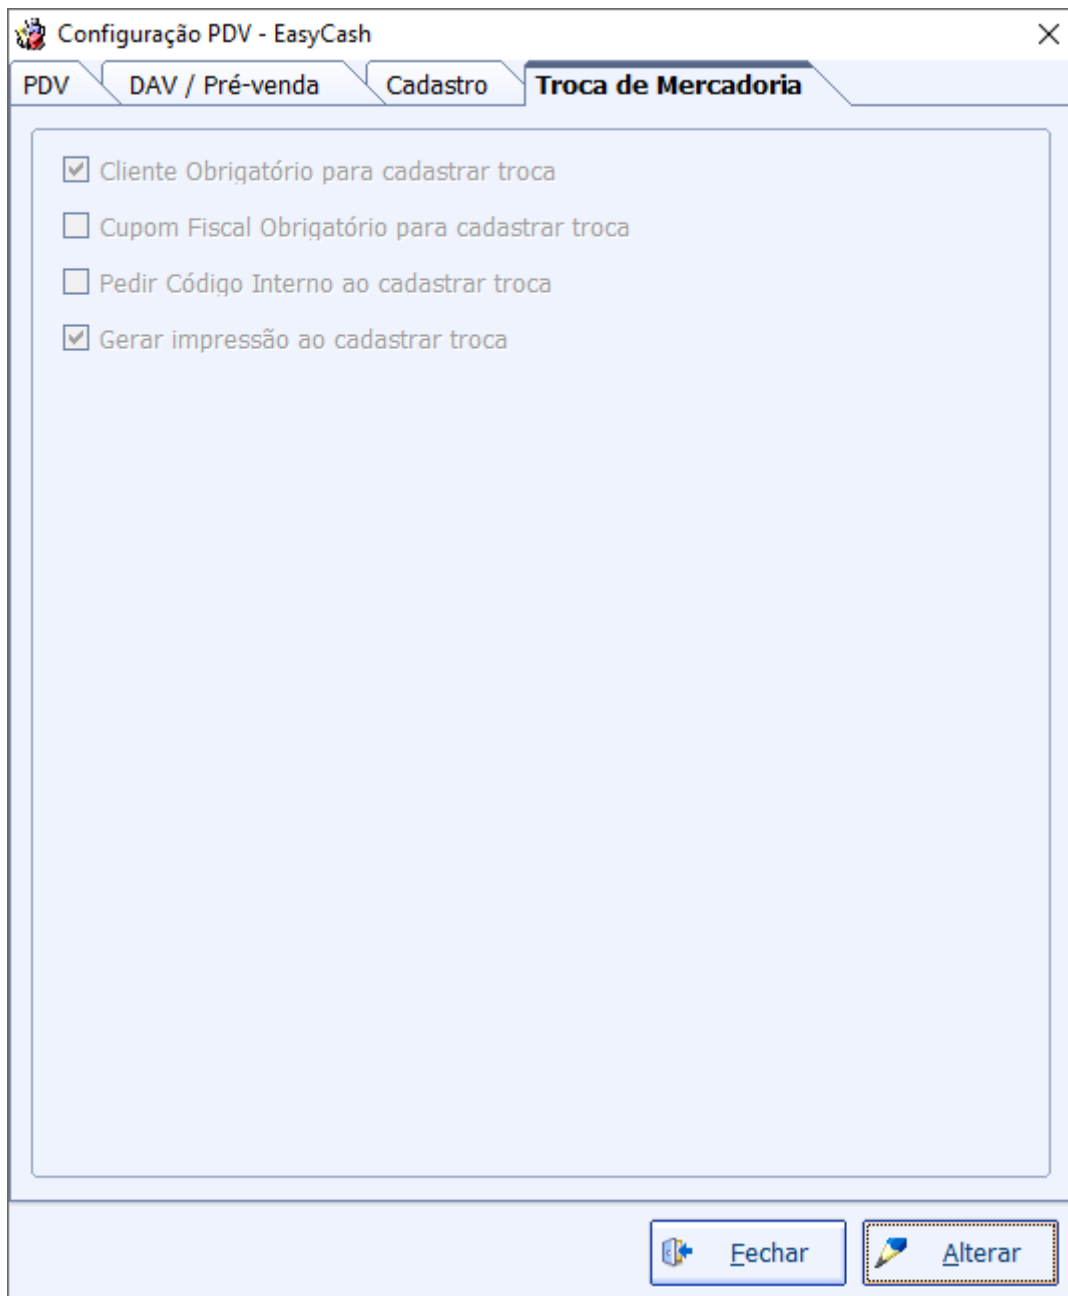 Configuração PDV - EasyCash
PDV DAV / Pré-venda Cadastro Troca de Mercadoria
Cliente Obrigatório para cadastrar troca
Cupom Fiscal Obrigatório para cadastrar troca
Pedir Código Interno ao cadastrar troca
Gerar impressão ao cadastrar troca
Fechar Alterar